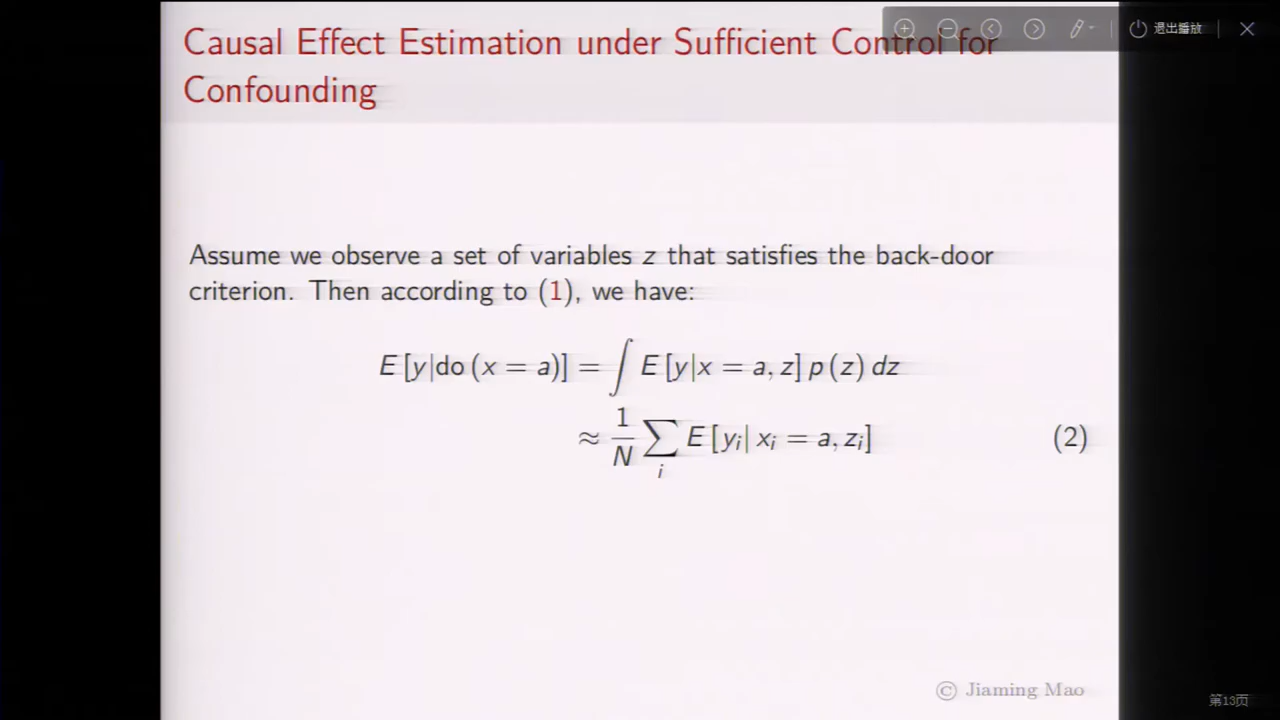 Causal Effect Estimation under Sufficient Control for
Confounding
退出播放
Assume we observe a set of variables z that satisfies the back-door
criterion. Then according to (1), we have:
E [y|do (x = a)] = ∫ E [y|x = a, z] p (z) dz
≈ 1/N ∑_i E [y_i| x_i = a, z_i] (2)
© Jiaming Mao
第13页